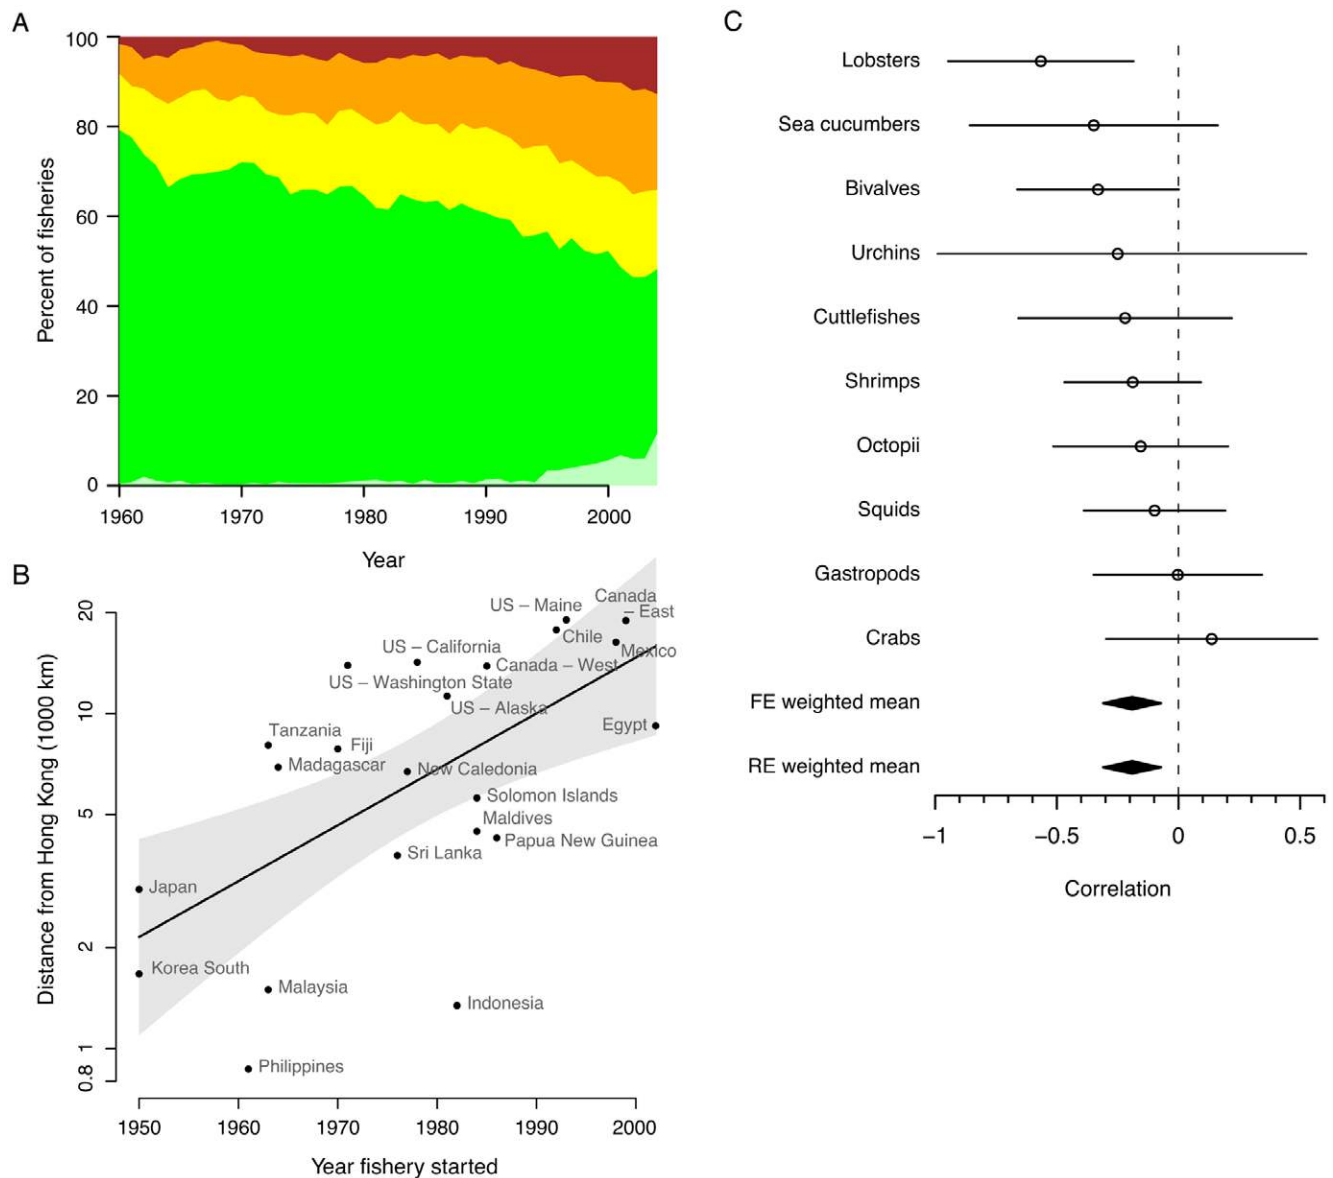 A
100
80
60
40
20
0
Percent of fisheries
1960
1970
1980
1990
2000
Year
B
20
10
5
2
1
0.8
Distance from Hong Kong (1000 km)
Canada
– East
US – Maine
Chile
Mexico
US – California
Canada – West
US – Washington State
US – Alaska
Egypt
Tanzania
Fiji
Madagascar
New Caledonia
Solomon Islands
Maldives
Papua New Guinea
Sri Lanka
Japan
Korea South
Malaysia
Indonesia
Philippines
1950
1960
1970
1980
1990
2000
Year fishery started
C
Lobsters
Sea cucumbers
Bivalves
Urchins
Cuttlefishes
Shrimps
Octopii
Squids
Gastropods
Crabs
FE weighted mean
RE weighted mean
−1
−0.5
0
0.5
Correlation